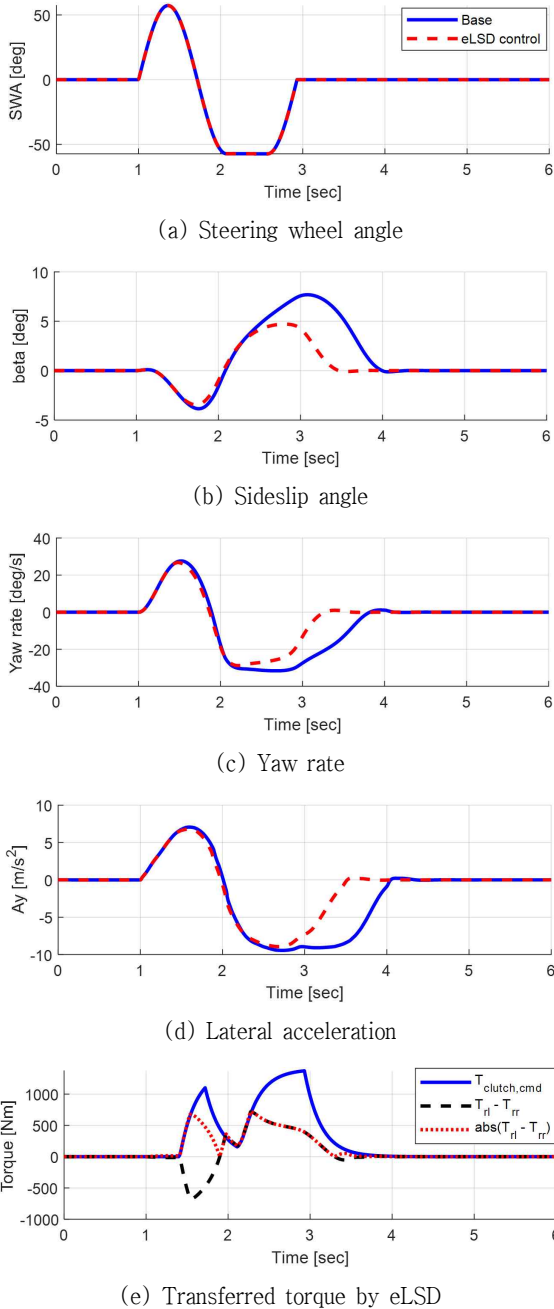 50
0
-50
SWA [deg]
Base
eLSD control
0 1 2 3 4 5 6
Time [sec]
(a) Steering wheel angle
10
5
0
-5
beta [deg]
0 1 2 3 4 5 6
Time [sec]
(b) Sideslip angle
40
20
0
-20
-40
Yaw rate [deg/s]
0 1 2 3 4 5 6
Time [sec]
(c) Yaw rate
10
5
0
-5
-10
Ay [m/s²]
0 1 2 3 4 5 6
Time [sec]
(d) Lateral acceleration
1000
500
0
-500
-1000
Torque [Nm]
T clutch,cmd
T rl - T rr
abs(T rl - T rr)
0 1 2 3 4 5 6
Time [sec]
(e) Transferred torque by eLSD